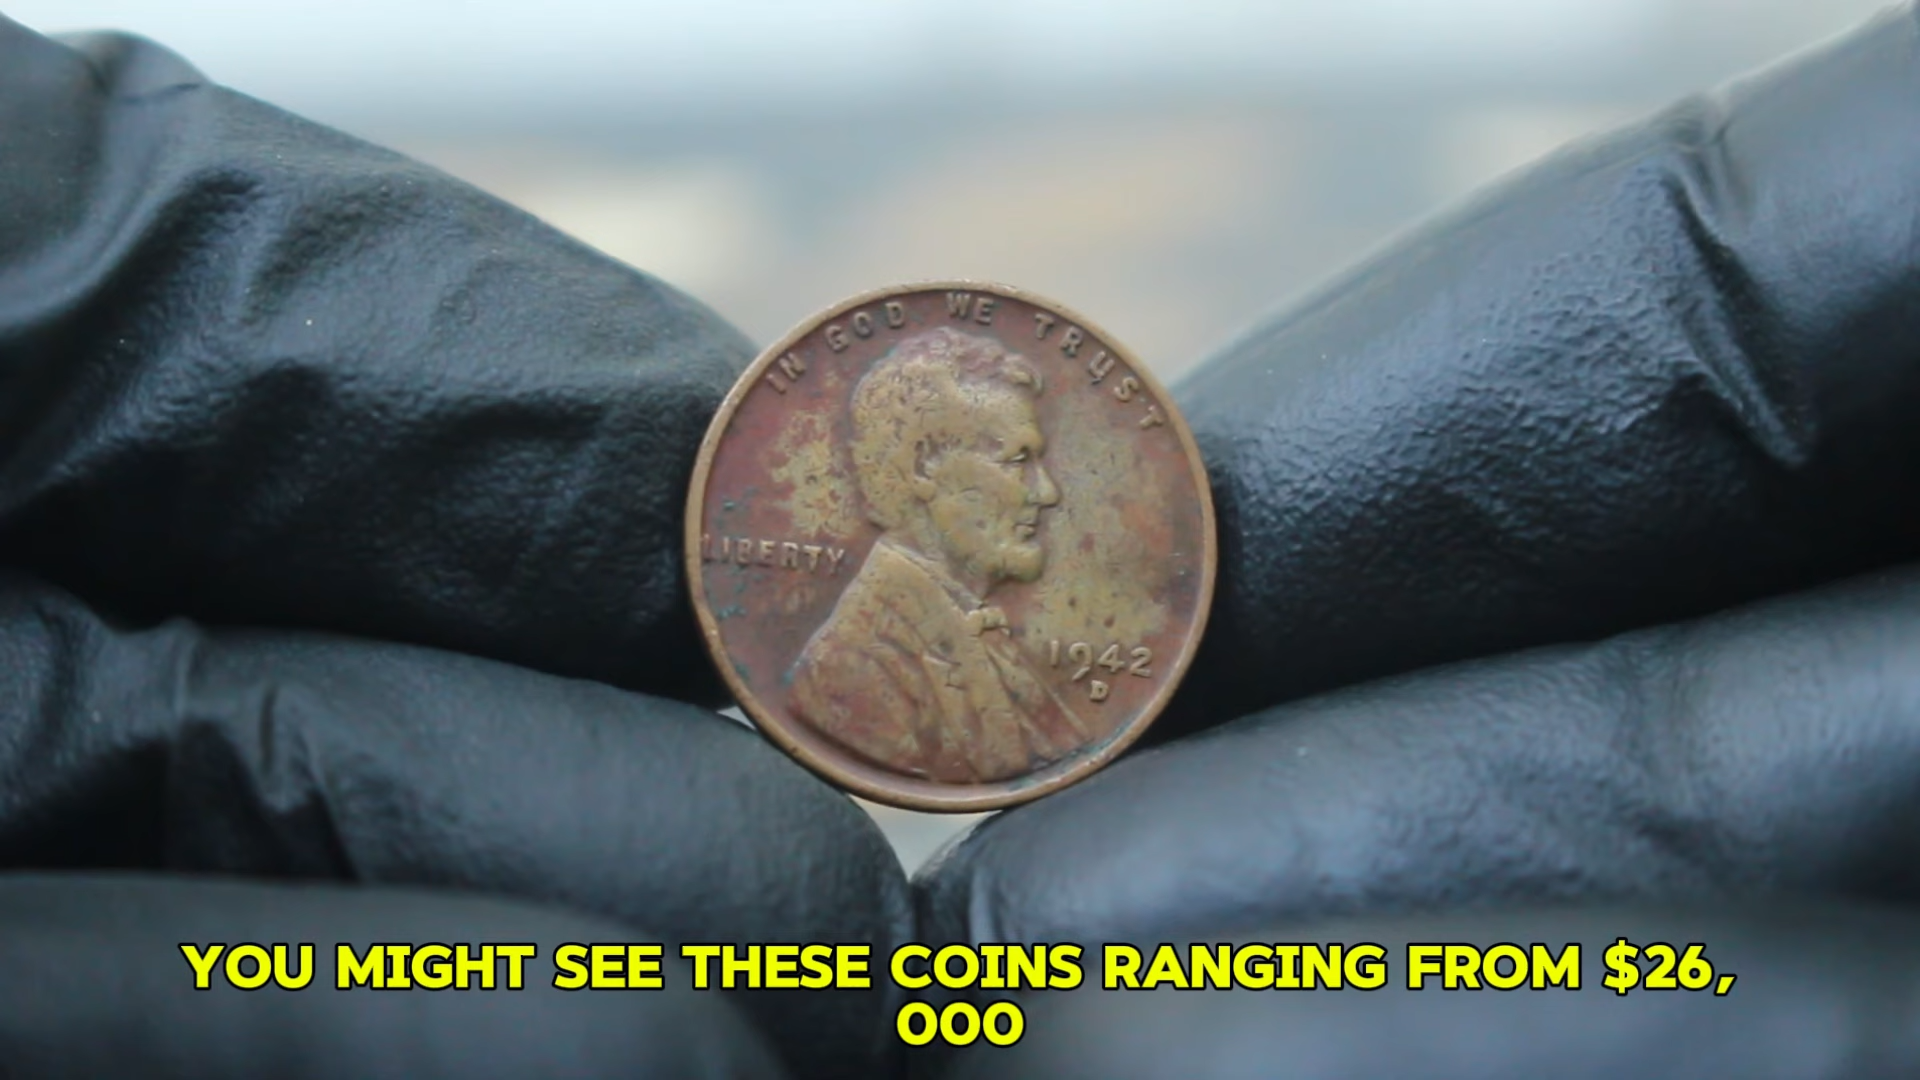 IN GOD WE TRUST
LIBERTY
1942
D
YOU MIGHT SEE THESE COINS RANGING FROM $26,
000